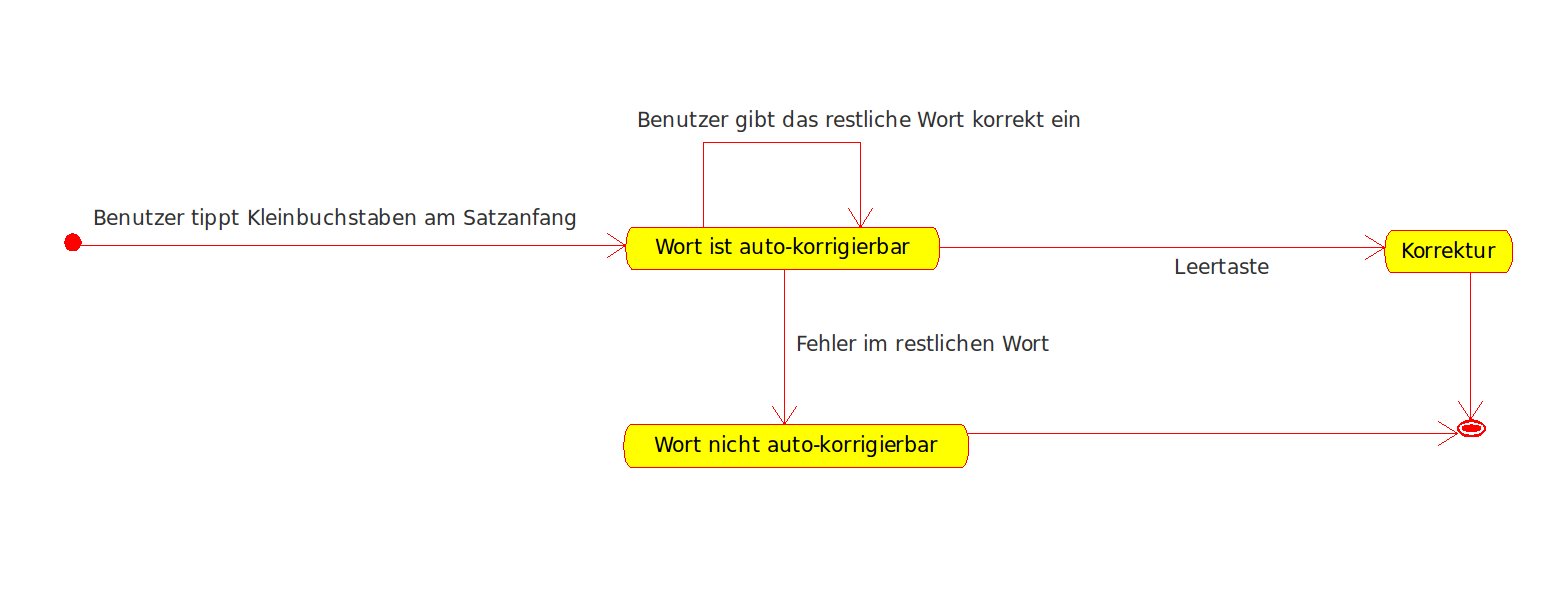 Benutzer gibt das restliche Wort korrekt ein
Benutzer tippt Kleinbuchstaben am Satzanfang
Wort ist auto-korrigierbar
Korrektur
Leertaste
Fehler im restlichen Wort
Wort nicht auto-korrigierbar